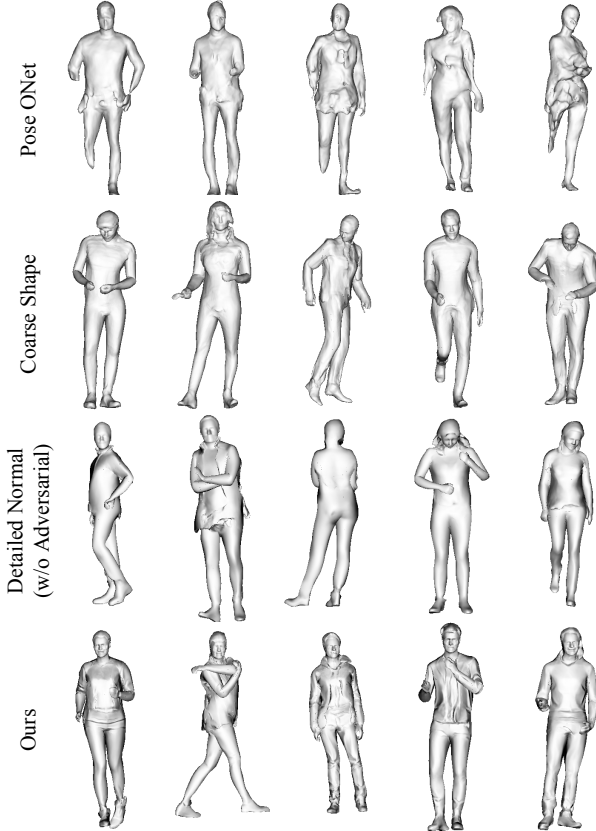 Pose ONet
Coarse Shape
Detailed Normal
(w/o Adversarial)
Ours